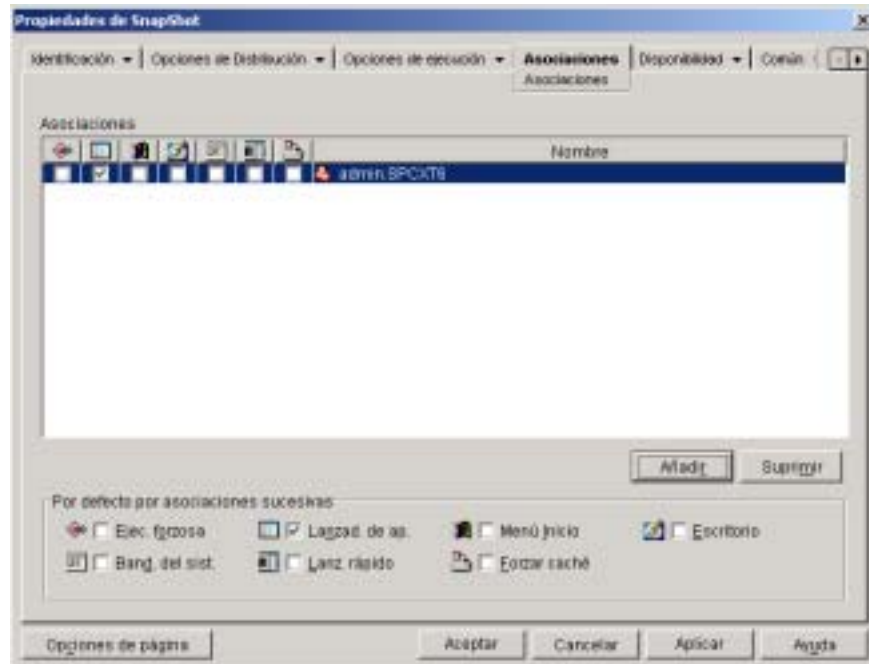 Propiedades de SnapShot
Identificación Opciones de Distribución Opciones de ejecución Asociaciones Disponibilidad Común
Asociaciones
Asociaciones
Nombre
admin.SPCXT6
Añadir Suprimir
Por defecto por asociaciones sucesivas
Ejec. forzosa Lanzad. de ap. Menú Inicio Escritorio
Band. del sist. Lanz. rápido Forzar caché
Opciones de página Aceptar Cancelar Aplicar Ayuda